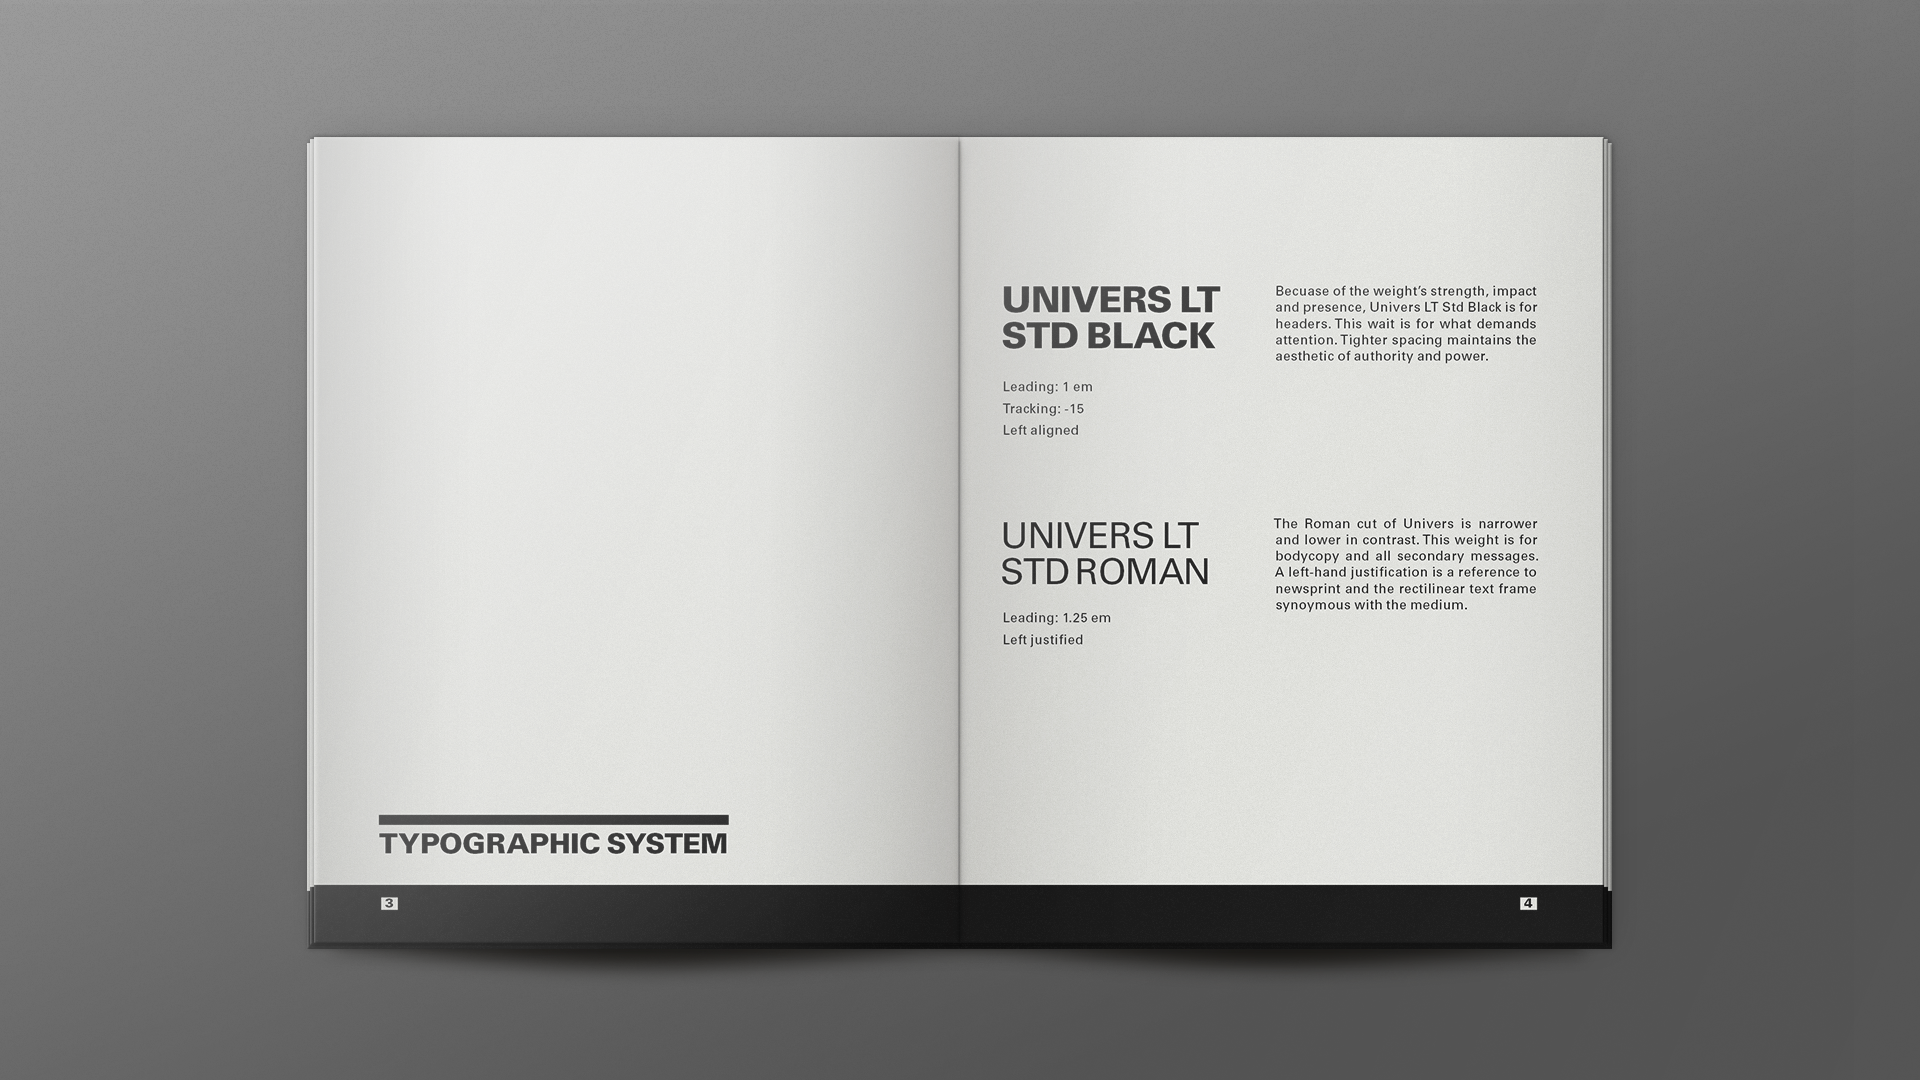 TYPOGRAPHIC SYSTEM
3
UNIVERS LT
STD BLACK
Leading: 1 em
Tracking: -15
Left aligned
Becuase of the weight’s strength, impact
and presence, Univers LT Std Black is for
headers. This wait is for what demands
attention. Tighter spacing maintains the
aesthetic of authority and power.
UNIVERS LT
STD ROMAN
Leading: 1.25 em
Left justified
The Roman cut of Univers is narrower
and lower in contrast. This weight is for
bodycopy and all secondary messages.
A left-hand justification is a reference to
newsprint and the rectilinear text frame
synoymous with the medium.
4